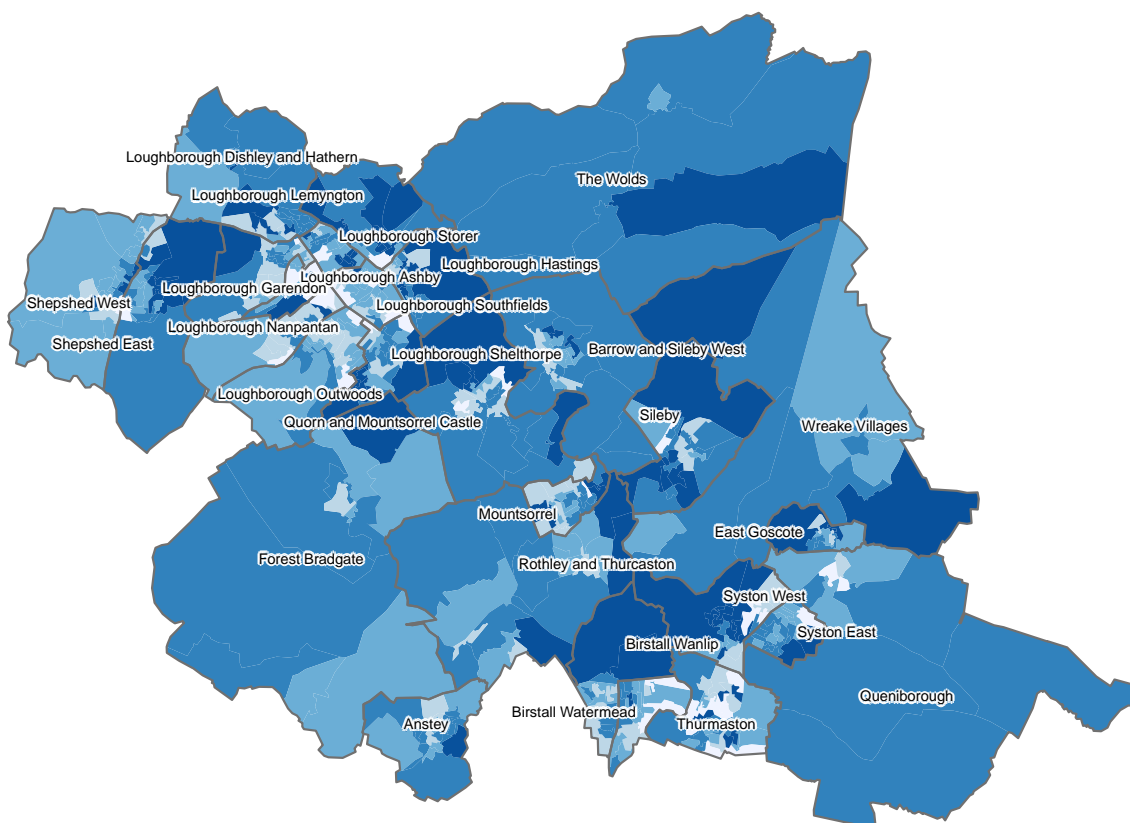 Loughborough Dishley and Hathern
The Wolds
Loughborough Lemyngton
Loughborough Storer
Loughborough Hastings
Loughborough Ashby
Loughborough Garendon
Shepshed West
Loughborough Southfields
Loughborough Nanpantan
Shepshed East
Barrow and Sileby West
Loughborough Shelthorpe
Loughborough Outwoods
Sileby
Quorn and Mountsorrel Castle
Wreake Villages
Mountsorrel
East Goscote
Forest Bradgate
Rothley and Thurcaston
Syston West
Syston East
Birstall Wanlip
Queniborough
Birstall Watermead
Anstey
Thurmaston